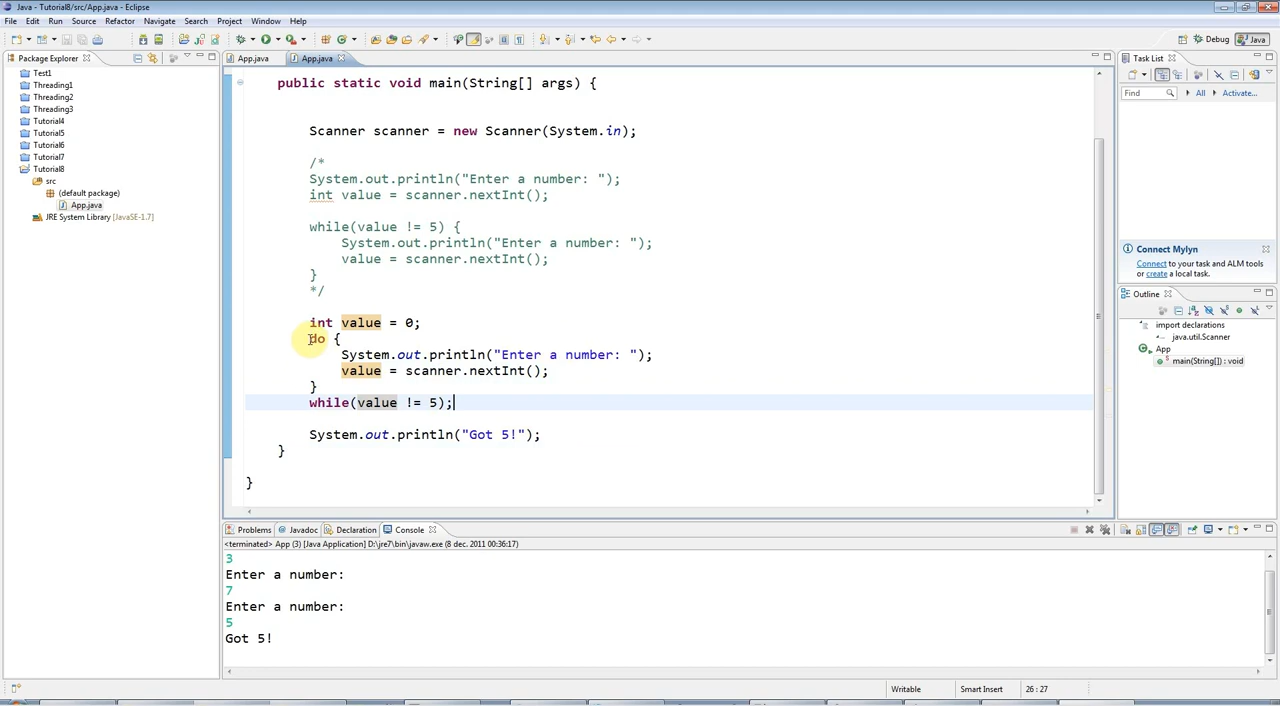 Java - Tutorial8/src/App.java - Eclipse
File Edit Run Source Refactor Navigate Search Project Window Help
Debug Java
Package Explorer
App.java App.java
Task List
Test1
Threading1
Threading2
Threading3
Tutorial4
Tutorial5
Tutorial6
Tutorial7
Tutorial8
src
(default package)
App.java
JRE System Library [JavaSE-1.7]
public static void main(String[] args) {
Scanner scanner = new Scanner(System.in);
/*
System.out.println("Enter a number: ");
int value = scanner.nextInt();
while(value != 5) {
System.out.println("Enter a number: ");
value = scanner.nextInt();
}
*/
int value = 0;
do {
System.out.println("Enter a number: ");
value = scanner.nextInt();
}
while(value != 5);
System.out.println("Got 5!");
}
}
Find All Activate...
Connect Mylyn
Connect to your task and ALM tools
or create a local task.
Outline
import declarations
java.util.Scanner
App
main(String[]) : void
Problems Javadoc Declaration Console
<terminated> App (3) [Java Application] D:\jre7\bin\javaw.exe (8 dec. 2011 00:36:17)
3
Enter a number:
7
Enter a number:
5
Got 5!
Writable Smart Insert 26 : 27